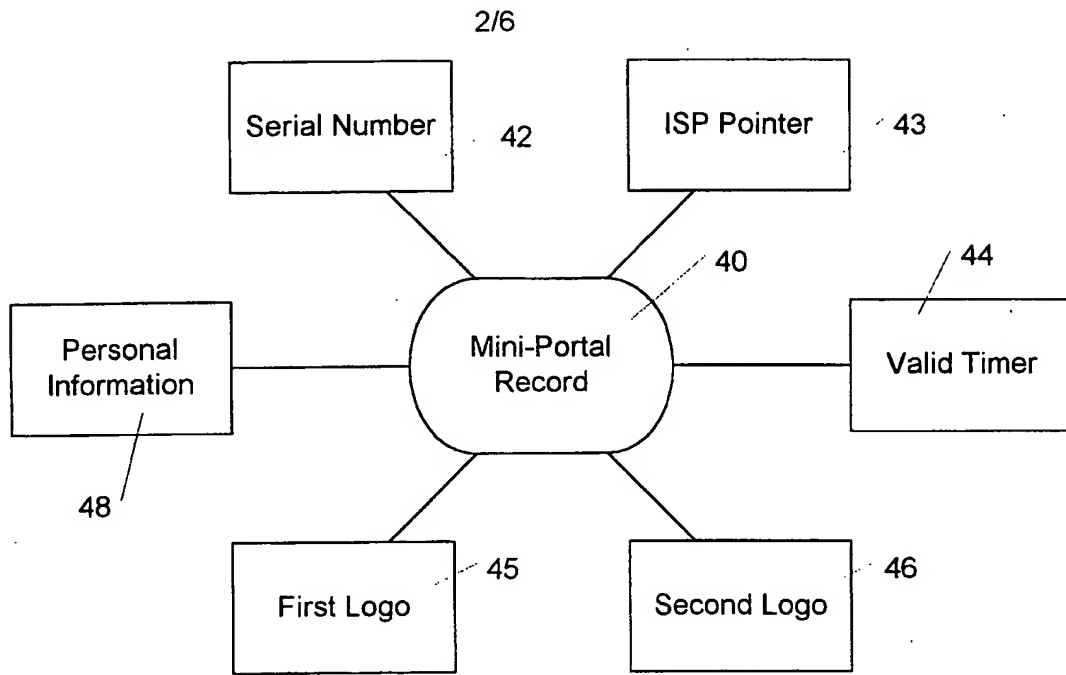 2/6
Serial Number
42
ISP Pointer
43
40
44
Mini-Portal
Record
Personal
Information
Valid Timer
48
45
46
First Logo
Second Logo